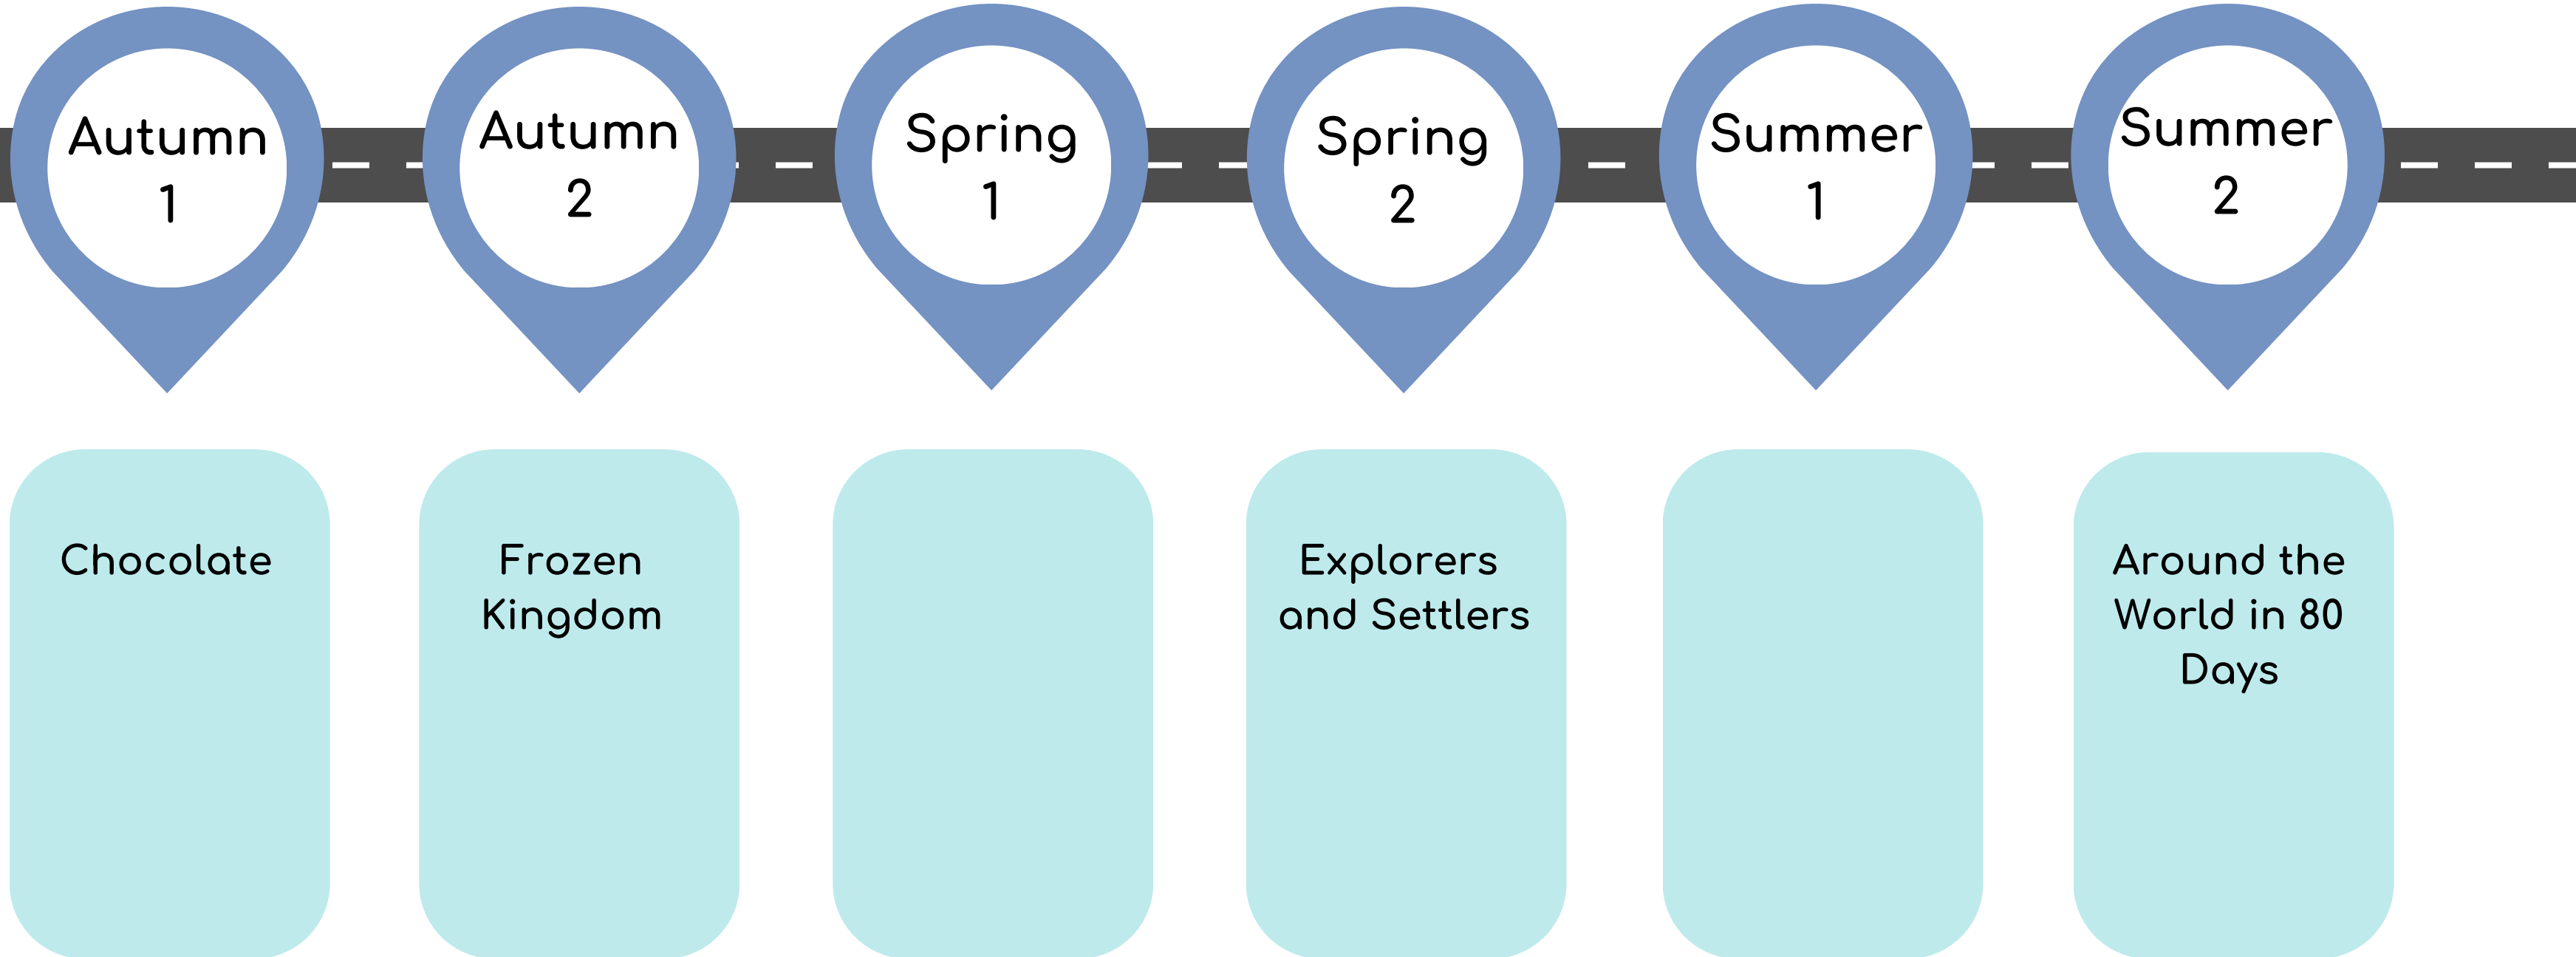 Autumn
1
Autumn
2
Spring
1
Spring
2
Summer
1
Summer
2
Chocolate
Frozen
Kingdom
Explorers
and Settlers
Around the
World in 80
Days